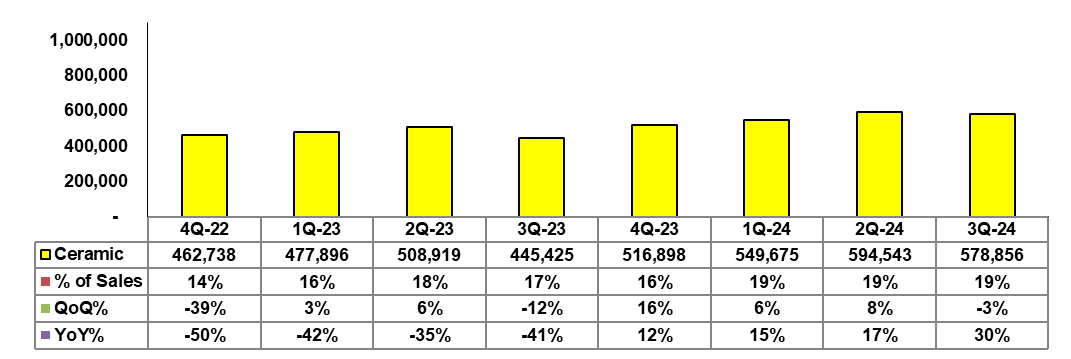 1,000,000
800,000
600,000
400,000
200,000
-
4Q-22 1Q-23 2Q-23 3Q-23 4Q-23 1Q-24 2Q-24 3Q-24
Ceramic 462,738 477,896 508,919 445,425 516,898 549,675 594,543 578,856
% of Sales 14% 16% 18% 17% 16% 19% 19% 19%
QoQ% -39% 3% 6% -12% 16% 6% 8% -3%
YoY% -50% -42% -35% -41% 12% 15% 17% 30%